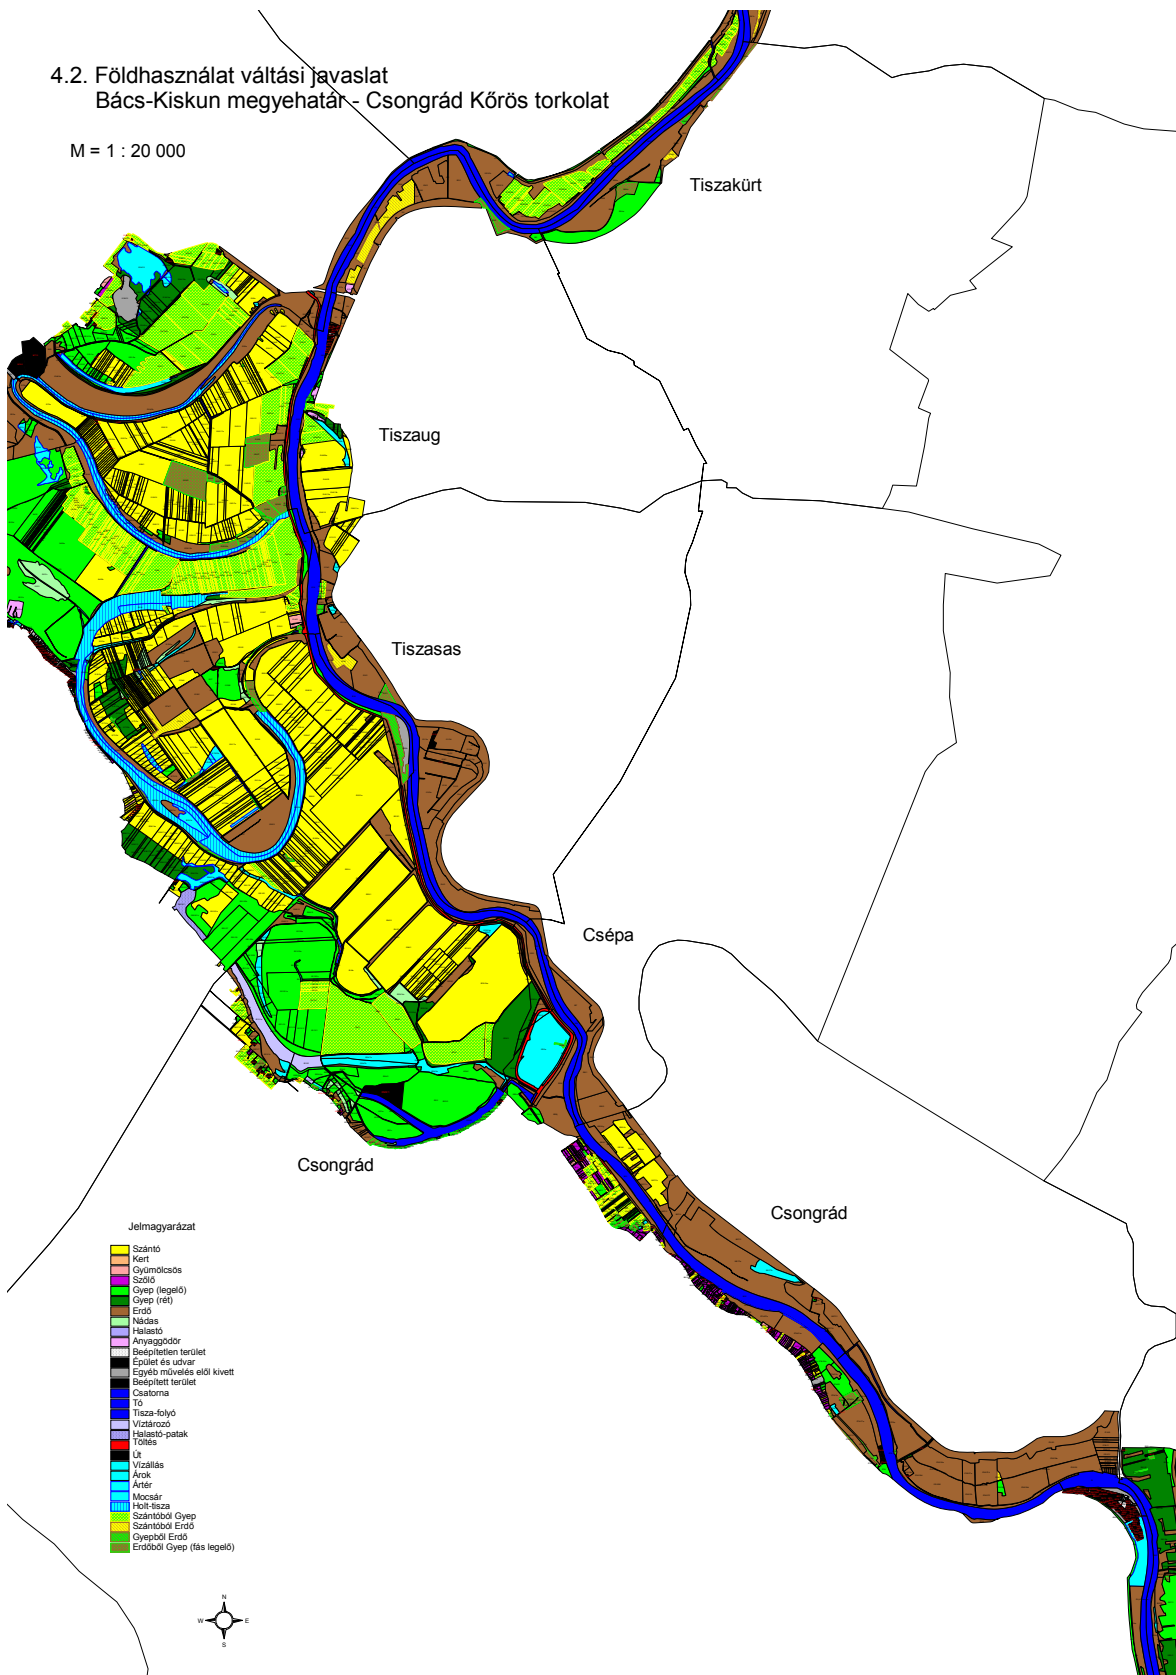 4.2. Földhasználat váltási javaslat
Bács-Kiskun megyehatár - Csongrád Kőrös torkolat
M = 1 : 20 000
Tiszakürt
Tiszaug
Tiszasas
Csépa
Csongrád
Csongrád
Jelmagyarázat
Szántó
Kert
Gyümölcsös
Szőlő
Gyep (legelő)
Gyep (rét)
Erdő
Nádas
Halastó
Anyaggödör
Beépítetlen terület
Épület és udvar
Egyéb művelés elől kivett
Beépített terület
Csatorna
Tó
Tisza-folyó
Víztározó
Halastó-patak
Töltés
Út
Vízállás
Árok
Ártér
Mocsár
Holt-tisza
Szántóból Gyep
Szántóból Erdő
Gyepből Erdő
Erdőből Gyep (fás legelő)
N
W E
S